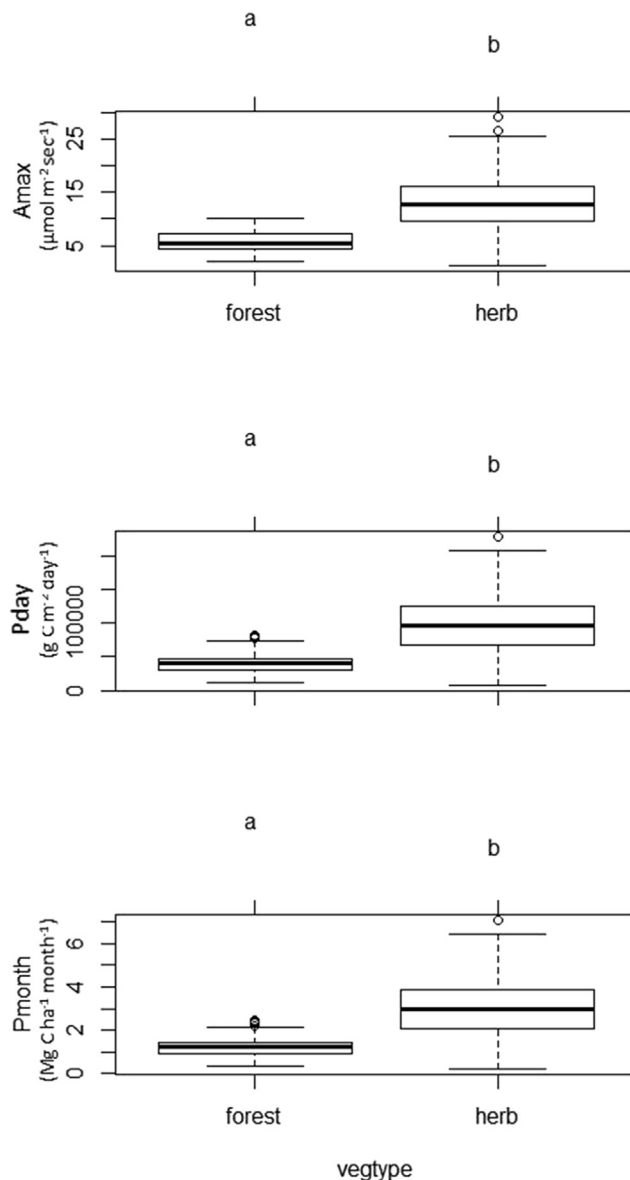 a
b
Amax
(µmol m⁻² sec⁻¹)
5
15
25
forest
herb
a
b
Pday
(g C m⁻² day⁻¹)
0
100000
a
b
Pmonth
(Mg C ha⁻¹ month⁻¹)
0
2
4
6
forest
herb
vegtype